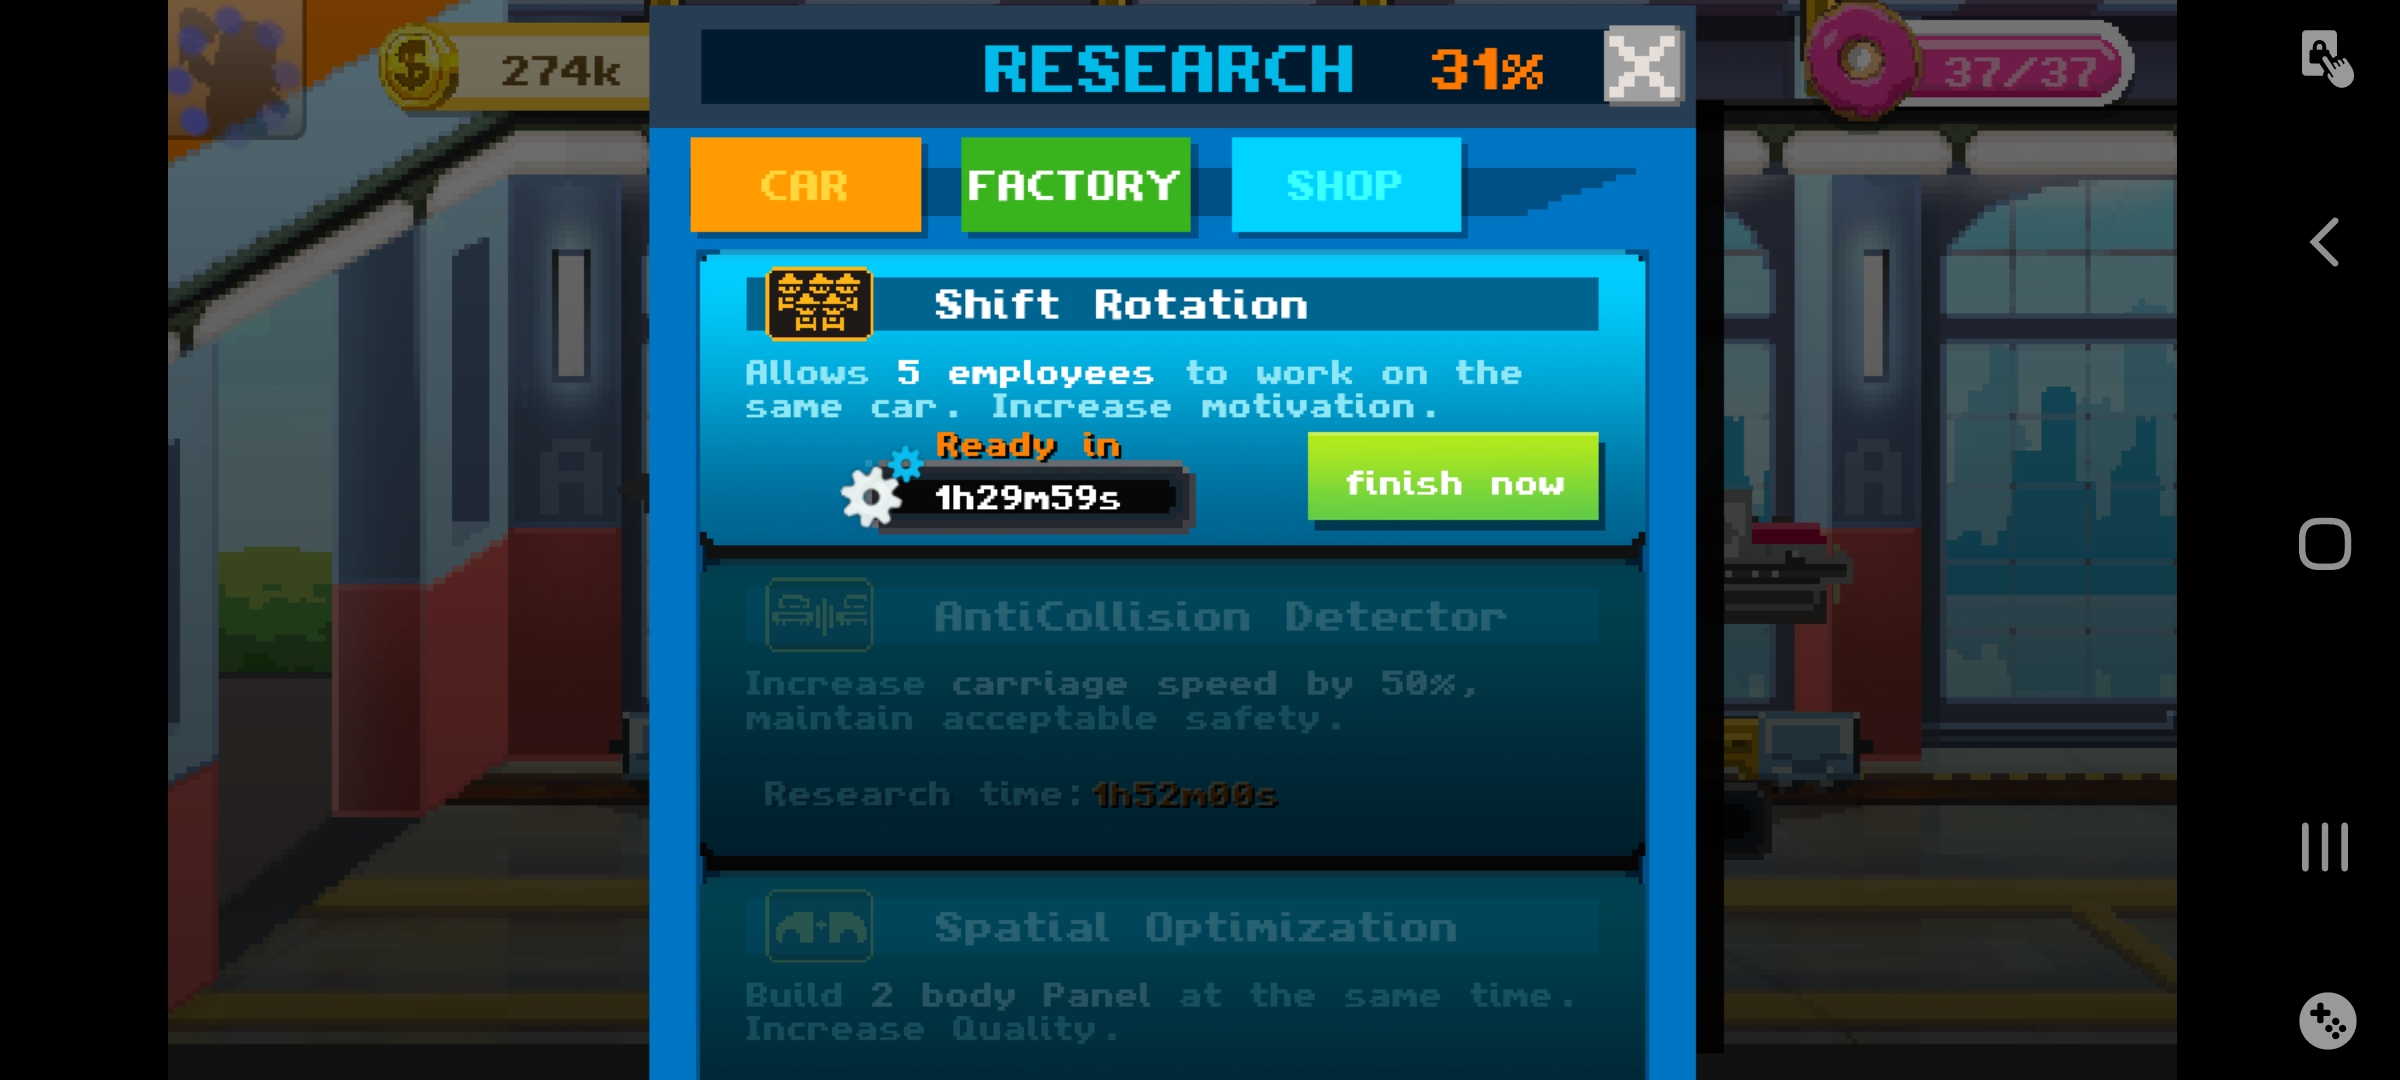 274k
RESEARCH 31%
37/37
CAR FACTORY SHOP
Shift Rotation
Allows 5 employees to work on the
same car. Increase motivation.
Ready in
1h29m59s
finish now
AntiCollision Detector
Increase carriage speed by 50%,
maintain acceptable safety.
Research time:1h52m00s
Spatial Optimization
Build 2 body Panel at the same time.
Increase Quality.
A
A